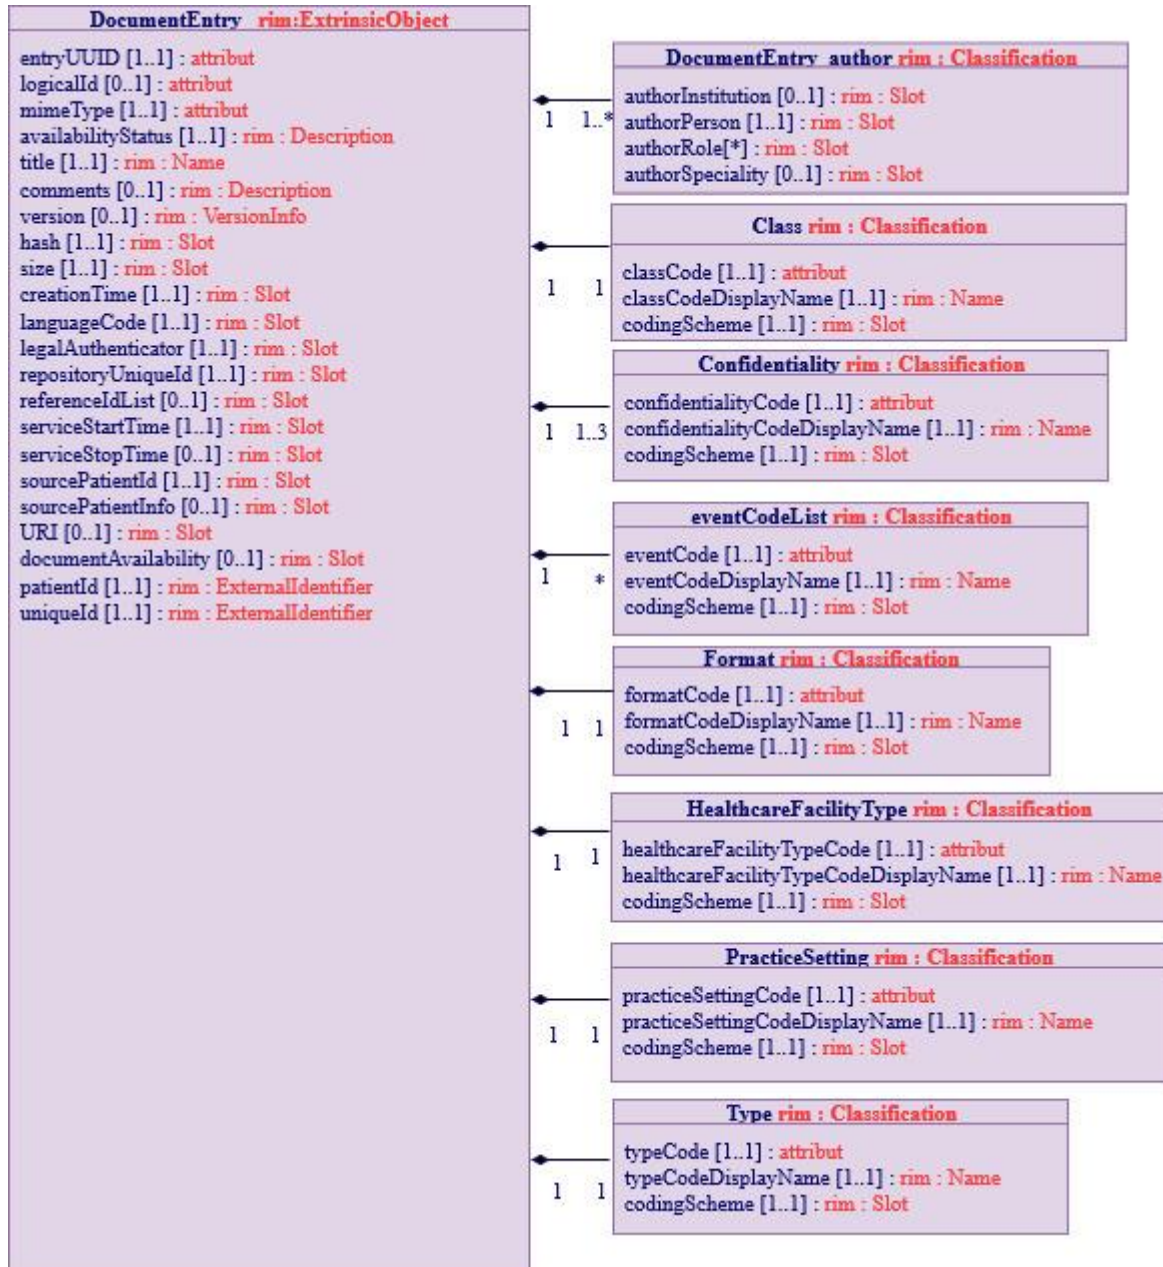 DocumentEntry rim:ExtrinsicObject
entryUUID [1..1] : attribut
logicalId [0..1] : attribut
mimeType [1..1] : attribut
availabilityStatus [1..1] : rim : Description
title [1..1] : rim : Name
comments [0..1] : rim : Description
version [0..1] : rim : VersionInfo
hash [1..1] : rim : Slot
size [1..1] : rim : Slot
creationTime [1..1] : rim : Slot
languageCode [1..1] : rim : Slot
legalAuthenticator [1..1] : rim : Slot
repositoryUniqueId [1..1] : rim : Slot
referenceIdList [0..1] : rim : Slot
serviceStartTime [1..1] : rim : Slot
serviceStopTime [0..1] : rim : Slot
sourcePatientId [1..1] : rim : Slot
sourcePatientInfo [0..1] : rim : Slot
URI [0..1] : rim : Slot
documentAvailability [0..1] : rim : Slot
patientId [1..1] : rim : ExternalIdentifier
uniqueId [1..1] : rim : ExternalIdentifier
DocumentEntry author rim : Classification
1 1..*
authorInstitution [0..1] : rim : Slot
authorPerson [1..1] : rim : Slot
authorRole[*] : rim : Slot
authorSpeciality [0..1] : rim : Slot
Class rim : Classification
1 1
classCode [1..1] : attribut
classCodeDisplayName [1..1] : rim : Name
codingScheme [1..1] : rim : Slot
Confidentiality rim : Classification
1 1..3
confidentialityCode [1..1] : attribut
confidentialityCodeDisplayName [1..1] : rim : Name
codingScheme [1..1] : rim : Slot
eventCodeList rim : Classification
1 *
eventCode [1..1] : attribut
eventCodeDisplayName [1..1] : rim : Name
codingScheme [1..1] : rim : Slot
Format rim : Classification
1 1
formatCode [1..1] : attribut
formatCodeDisplayName [1..1] : rim : Name
codingScheme [1..1] : rim : Slot
HealthcareFacilityType rim : Classification
1 1
healthcareFacilityTypeCode [1..1] : attribut
healthcareFacilityTypeCodeDisplayName [1..1] : rim : Name
codingScheme [1..1] : rim : Slot
PracticeSetting rim : Classification
1 1
practiceSettingCode [1..1] : attribut
practiceSettingCodeDisplayName [1..1] : rim : Name
codingScheme [1..1] : rim : Slot
Type rim : Classification
1 1
typeCode [1..1] : attribut
typeCodeDisplayName [1..1] : rim : Name
codingScheme [1..1] : rim : Slot